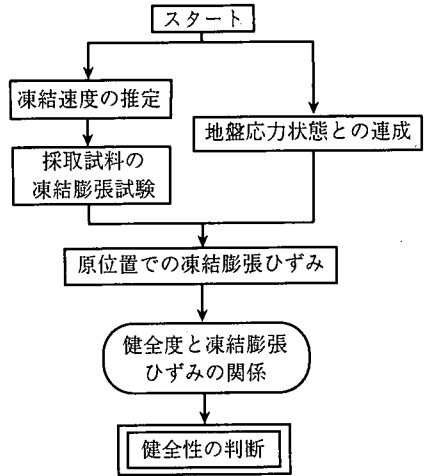 スタート
凍結速度の推定
地盤応力状態との連成
採取試料の
凍結膨張試験
原位置での凍結膨張ひずみ
健全度と凍結膨張
ひずみの関係
健全性の判断